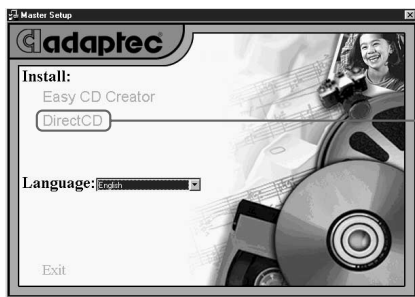 Master Setup
adaptec
Install:
Easy CD Creator
DirectCD
Language: English
Exit